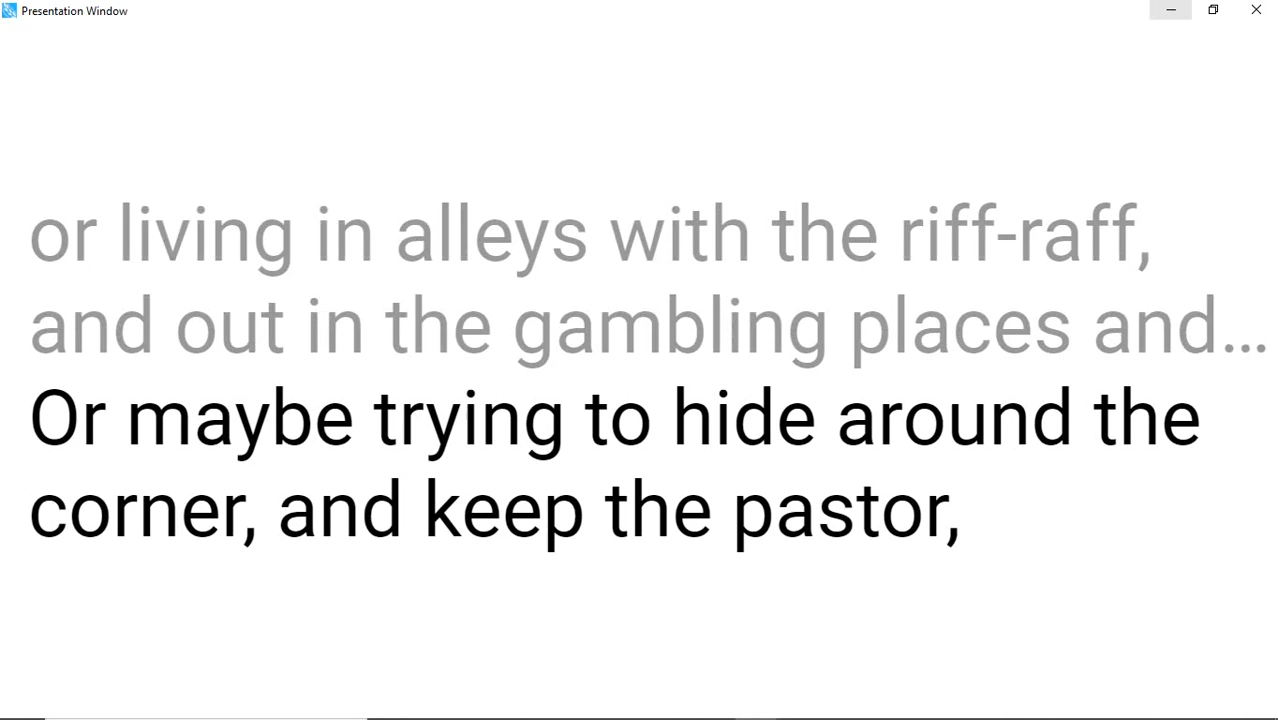 Presentation Window
or living in alleys with the riff-raff,
and out in the gambling places and...
Or maybe trying to hide around the
corner, and keep the pastor,